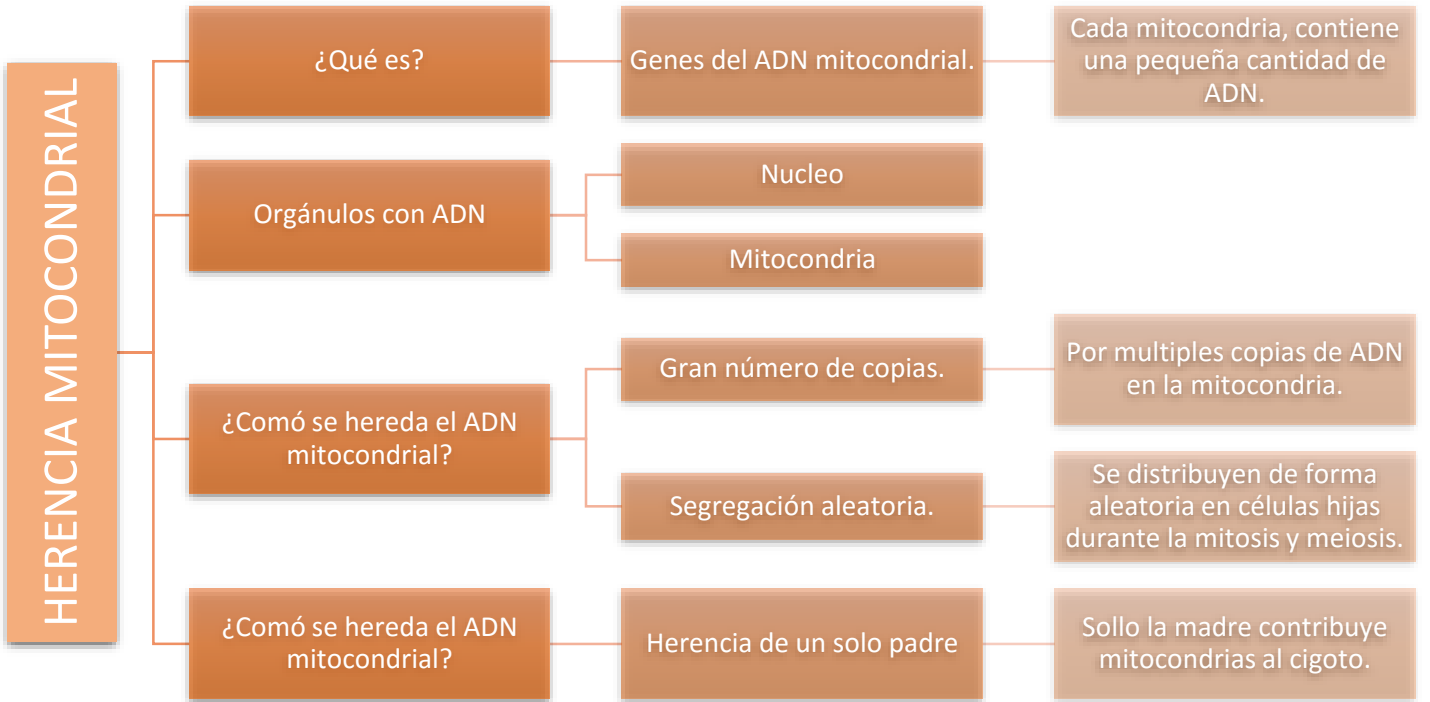 HERENCIA MITOCONDRIAL
¿Qué es?
Genes del ADN mitocondrial.
Cada mitocondria, contiene
una pequeña cantidad de
ADN.
Orgánulos con ADN
Nucleo
Mitocondria
¿Comó se hereda el ADN
mitocondrial?
Gran número de copias.
Por multiples copias de ADN
en la mitocondria.
Segregación aleatoria.
Se distribuyen de forma
aleatoria en células hijas
durante la mitosis y meiosis.
¿Comó se hereda el ADN
mitocondrial?
Herencia de un solo padre
Sollo la madre contribuye
mitocondrias al cigoto.